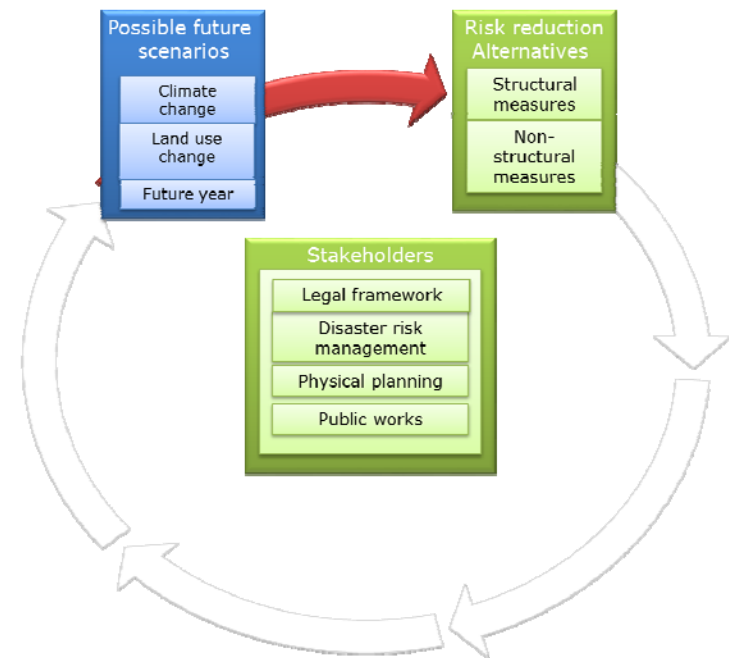 Possible future
scenarios
Climate
change
Land use
change
Future year
Risk reduction
Alternatives
Structural
measures
Non-
structural
measures
Stakeholders
Legal framework
Disaster risk
management
Physical planning
Public works